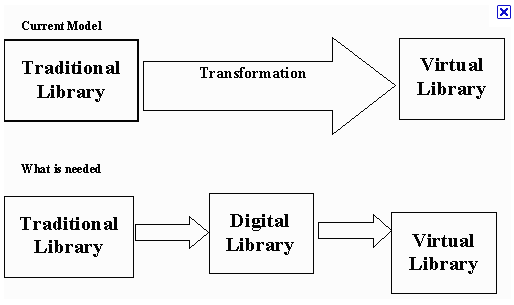 Current Model
Traditional
Library
Transformation
Virtual
Library
What is needed
Traditional
Library
Digital
Library
Virtual
Library